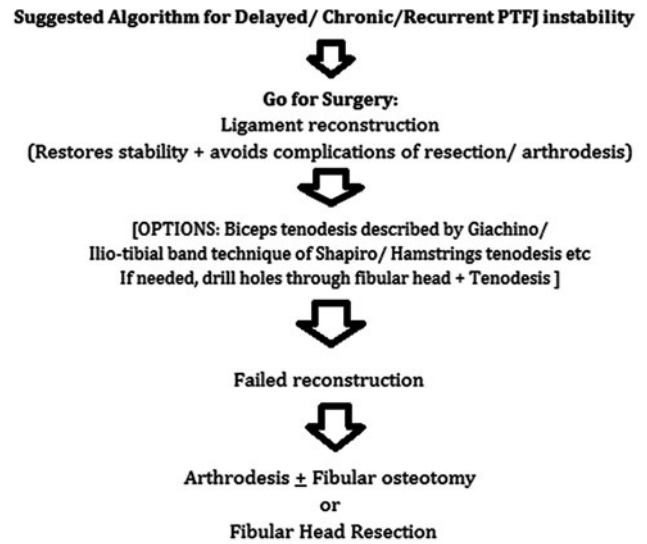 Suggested Algorithm for Delayed/ Chronic/Recurrent PTFJ instability
Go for Surgery:
Ligament reconstruction
(Restores stability + avoids complications of resection/ arthrodesis)
[OPTIONS: Biceps tenodesis described by Giachino/
Ilio-tibial band technique of Shapiro/ Hamstrings tenodesis etc
If needed, drill holes through fibular head + Tenodesis ]
Failed reconstruction
Arthrodesis ± Fibular osteotomy
or
Fibular Head Resection